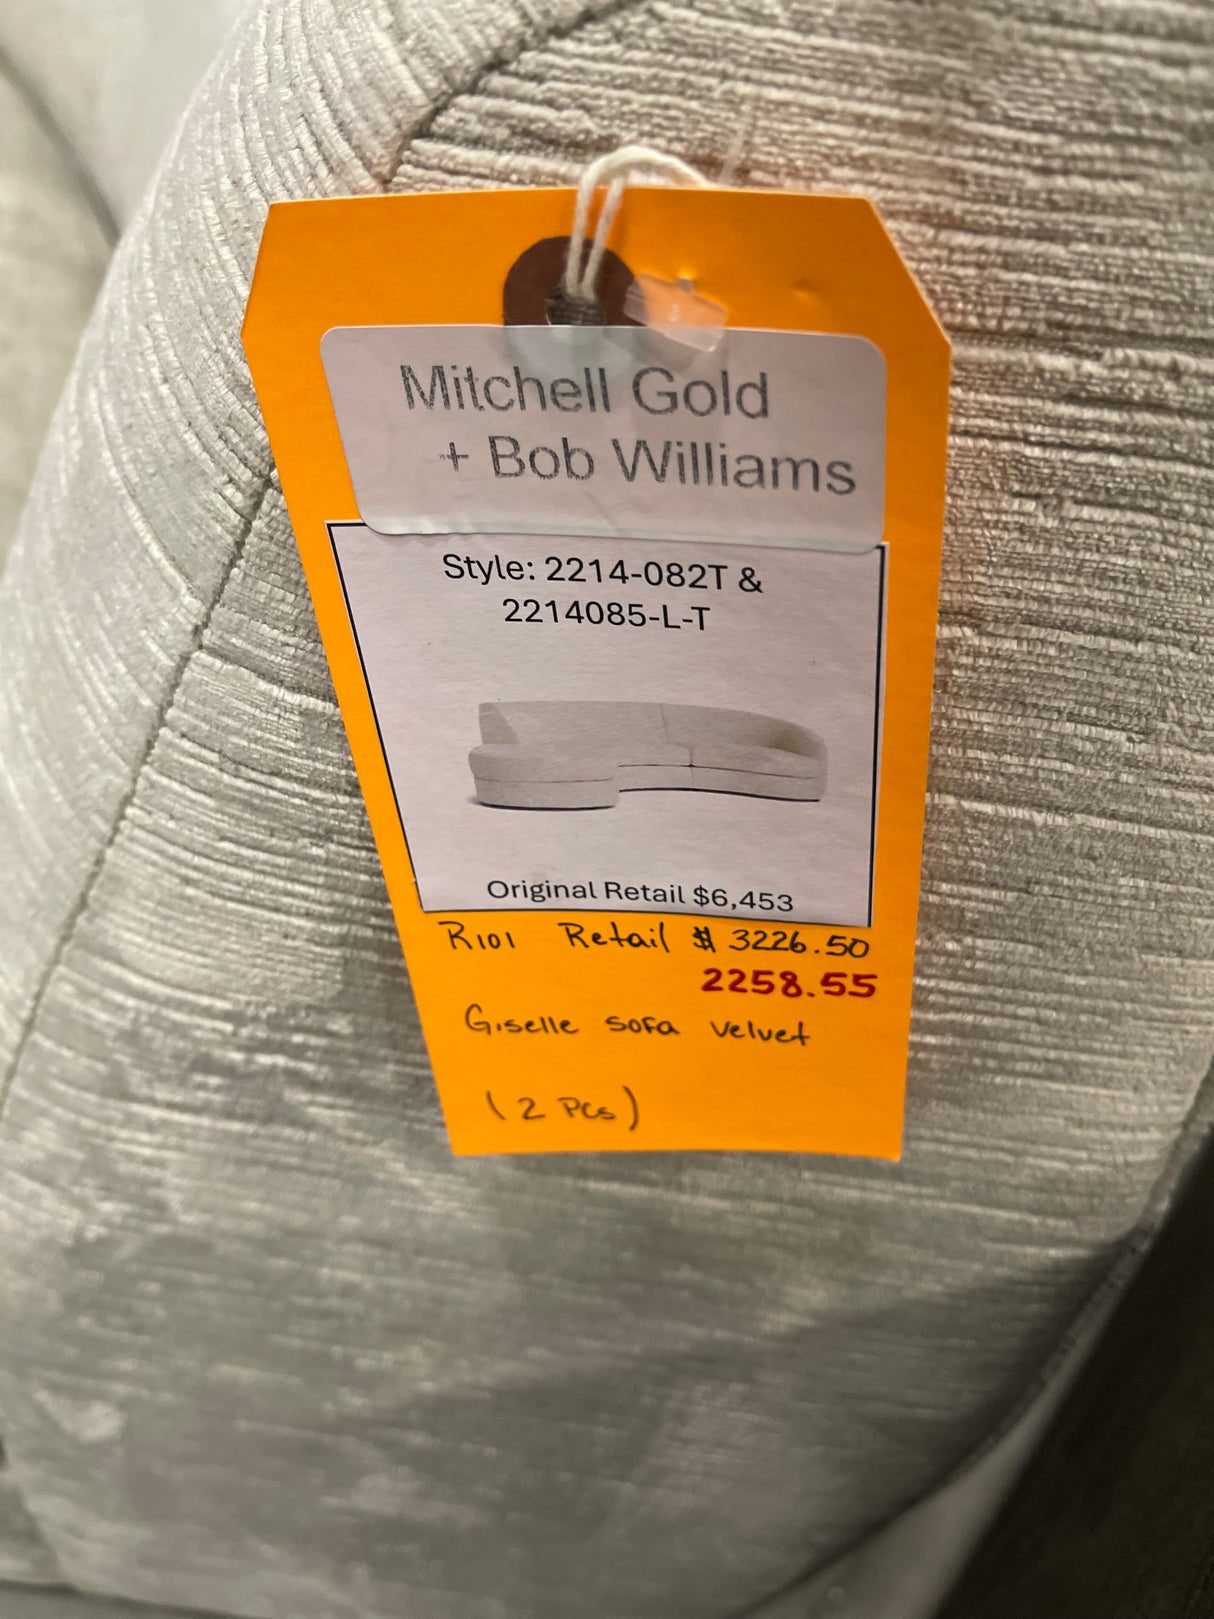 Mitchell Gold
+ Bob Williams
Style: 2214-082T &
2214085-L-T
Original Retail $6,453
R101 Retail $ 3226.50
2258.55
Giselle sofa velvet
(2 Pcs)